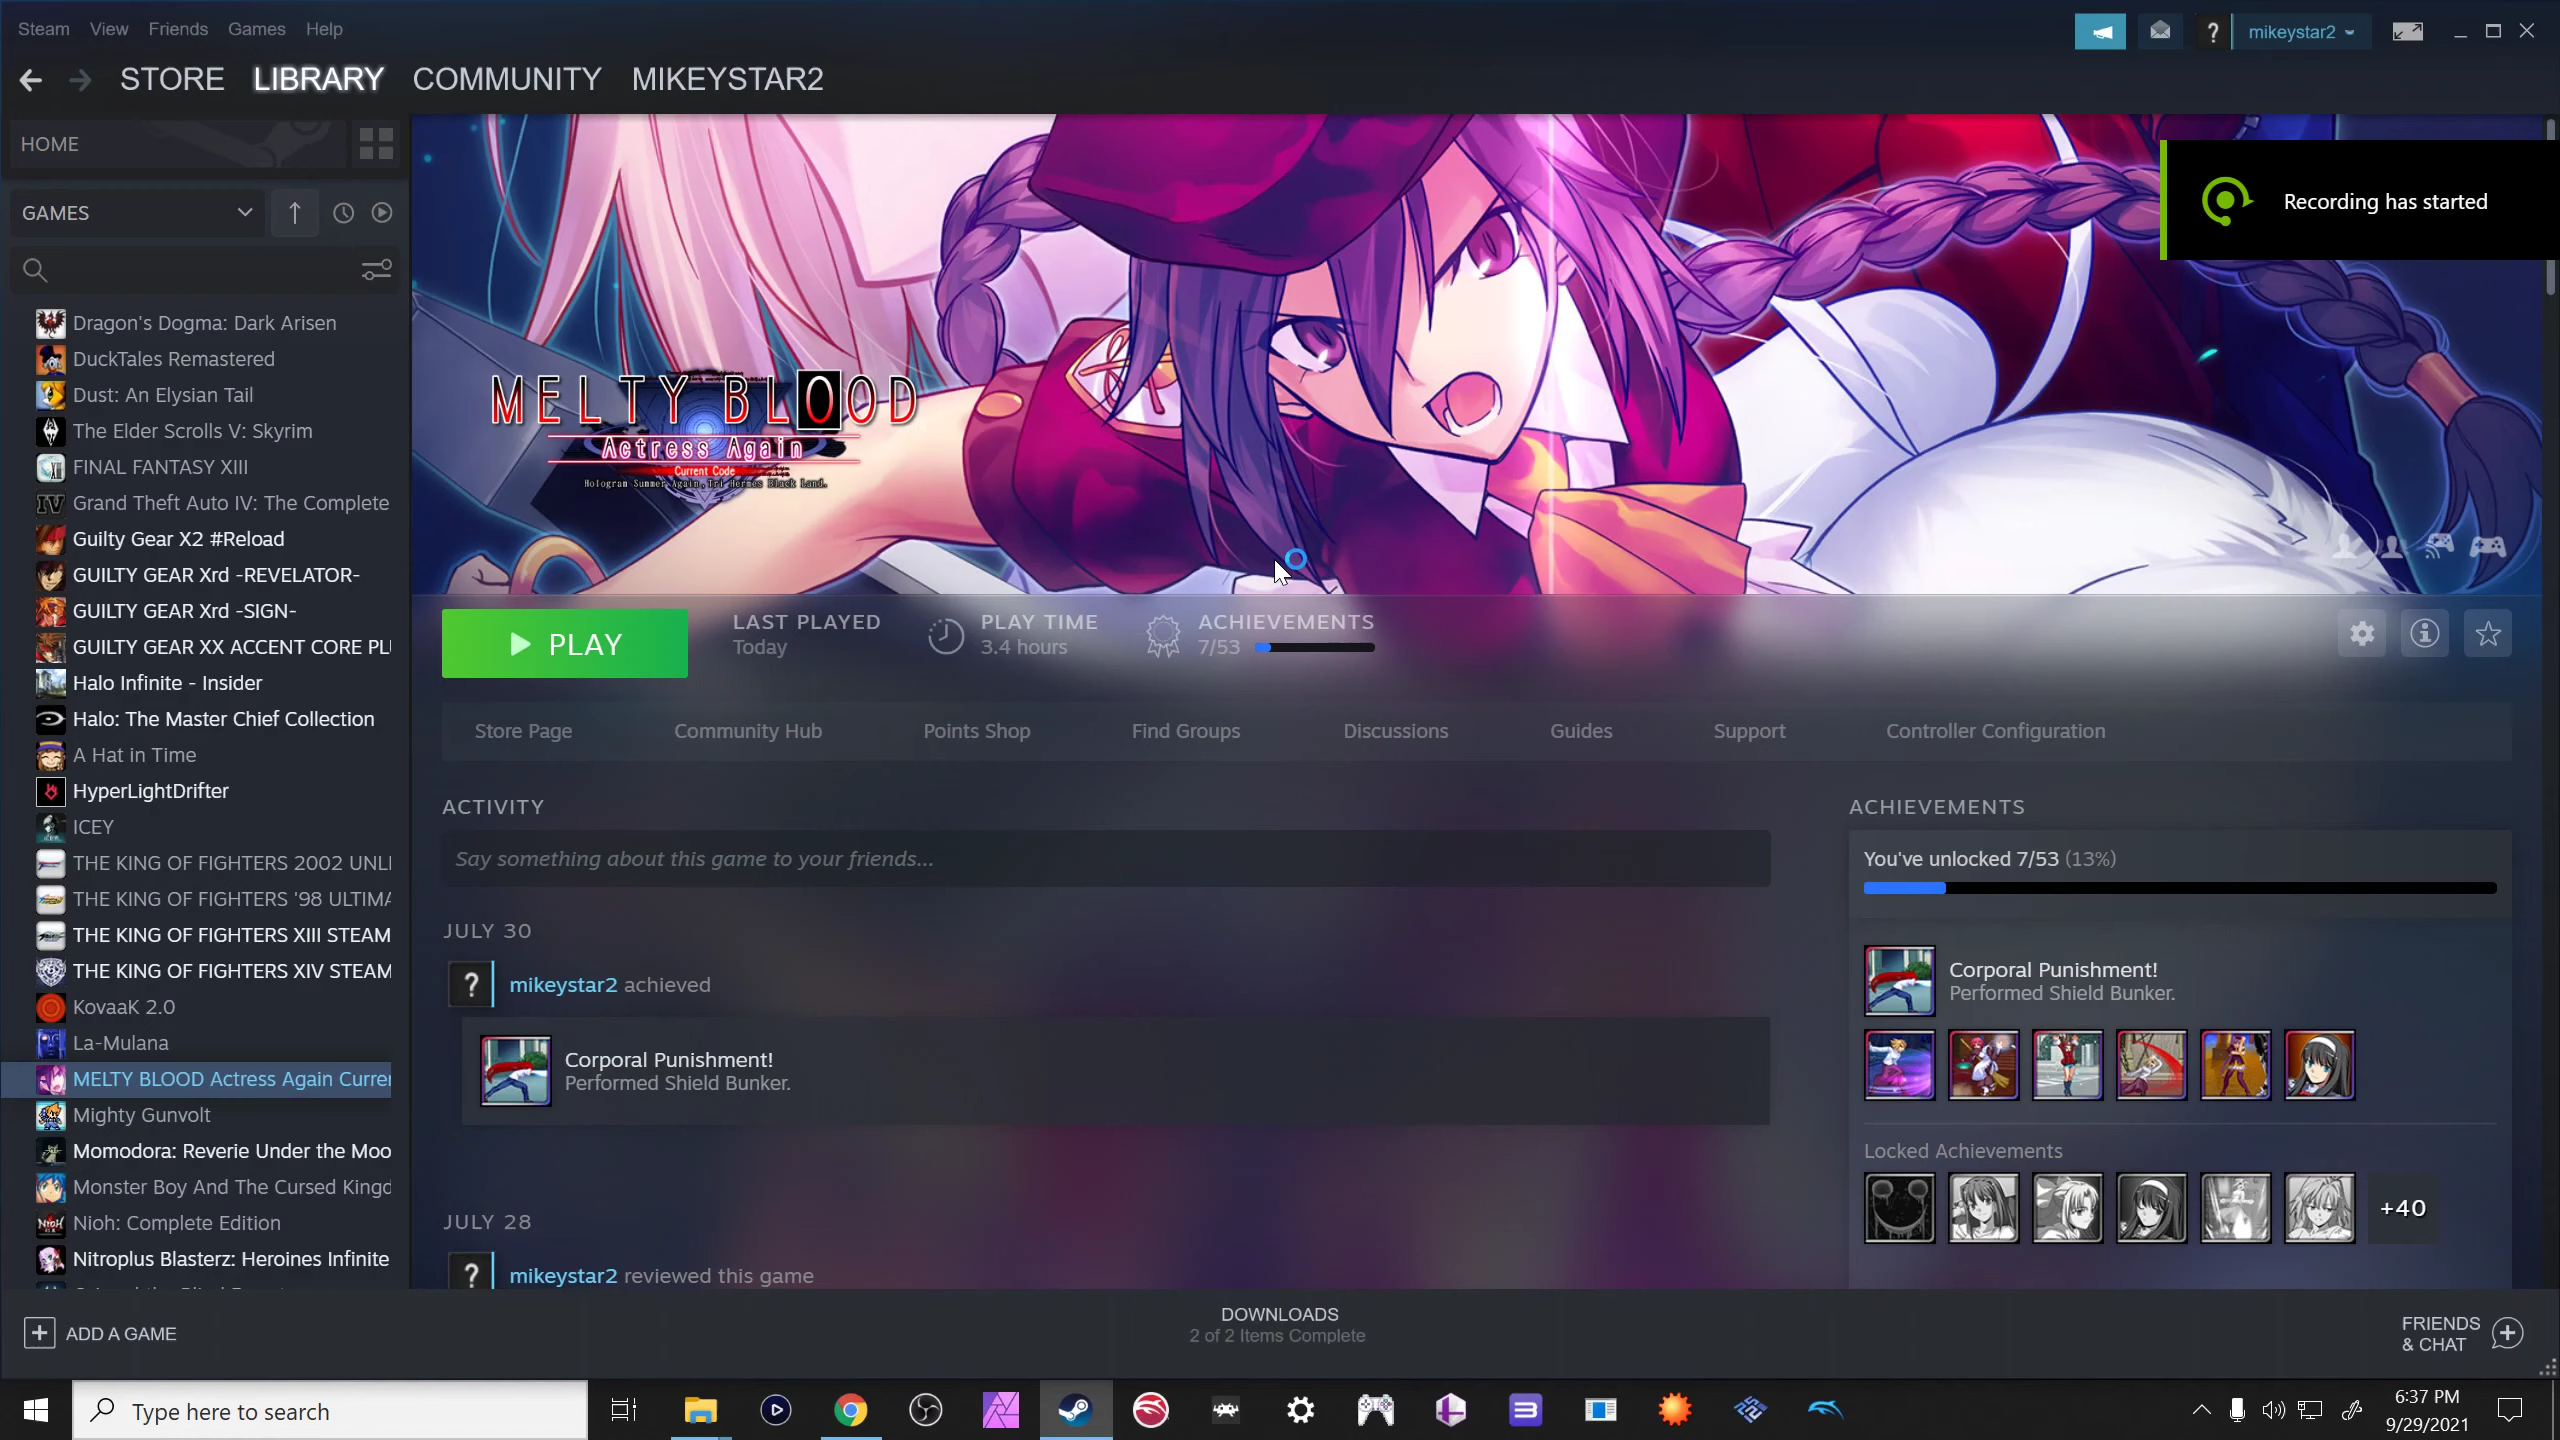 Steam View Friends Games Help
mikeystar2
STORE LIBRARY COMMUNITY MIKEYSTAR2
HOME
GAMES
Recording has started
Dragon's Dogma: Dark Arisen
DuckTales Remastered
Dust: An Elysian Tail
The Elder Scrolls V: Skyrim
FINAL FANTASY XIII
Grand Theft Auto IV: The Complete
Guilty Gear X2 #Reload
GUILTY GEAR Xrd -REVELATOR-
GUILTY GEAR Xrd -SIGN-
GUILTY GEAR XX ACCENT CORE PL
Halo Infinite - Insider
Halo: The Master Chief Collection
A Hat in Time
HyperLightDrifter
ICEY
THE KING OF FIGHTERS 2002 UNLI
THE KING OF FIGHTERS '98 ULTIMA
THE KING OF FIGHTERS XIII STEAM
THE KING OF FIGHTERS XIV STEAM
KovaaK 2.0
La-Mulana
MELTY BLOOD Actress Again Curre
Mighty Gunvolt
Momodora: Reverie Under the Moo
Monster Boy And The Cursed Kingd
Nioh: Complete Edition
Nitroplus Blasterz: Heroines Infinite
MELTY BLOOD
Actress Again
Current Code
Hologram Summer Again, Tri Hermes Black Land.
PLAY
LAST PLAYED
Today
PLAY TIME
3.4 hours
ACHIEVEMENTS
7/53
Store Page Community Hub Points Shop Find Groups Discussions Guides Support Controller Configuration
ACTIVITY
Say something about this game to your friends...
JULY 30
mikeystar2 achieved
Corporal Punishment!
Performed Shield Bunker.
JULY 28
mikeystar2 reviewed this game
ACHIEVEMENTS
You've unlocked 7/53 (13%)
Corporal Punishment!
Performed Shield Bunker.
Locked Achievements
+40
ADD A GAME
DOWNLOADS
2 of 2 Items Complete
FRIENDS
& CHAT
Type here to search
6:37 PM
9/29/2021